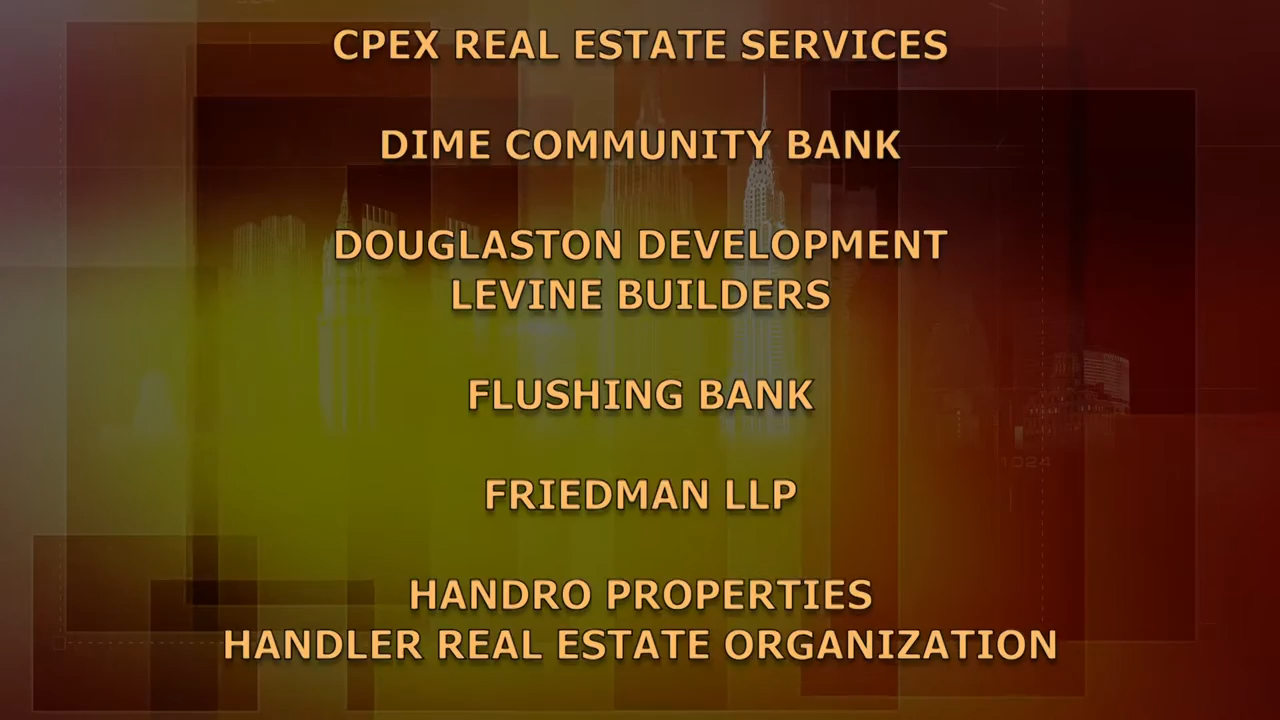 CPEX REAL ESTATE SERVICES
DIME COMMUNITY BANK
DOUGLASTON DEVELOPMENT
LEVINE BUILDERS
FLUSHING BANK
1024
FRIEDMAN LLP
HANDRO PROPERTIES
HANDLER REAL ESTATE ORGANIZATION